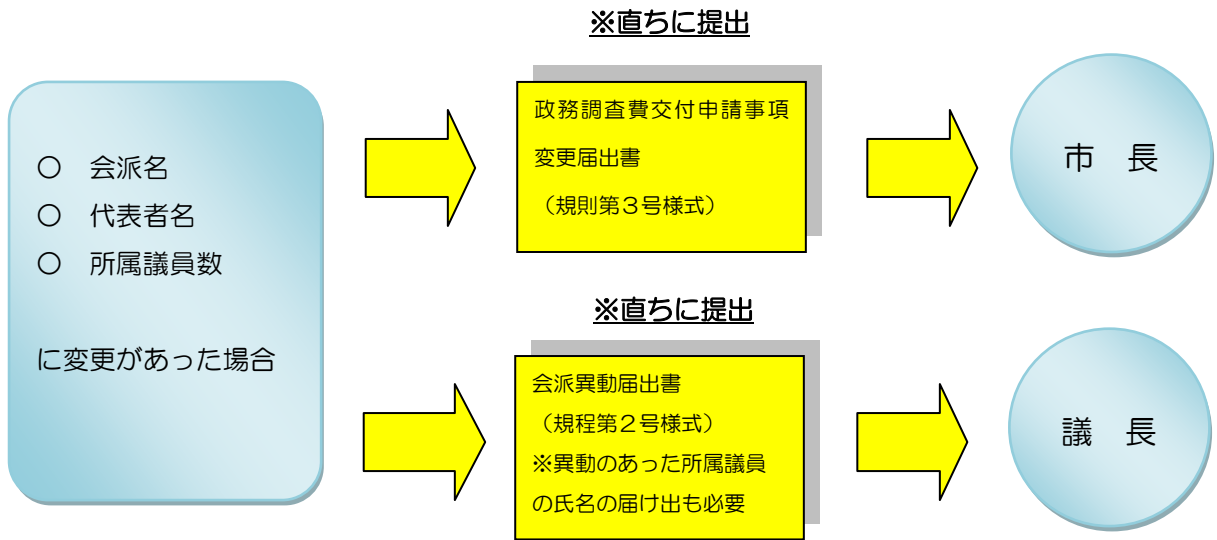 ※直ちに提出
○　会派名
○　代表者名
○　所属議員数
に変更があった場合
政務調査費交付申請事項
変更届出書
（規則第３号様式）
市　長
※直ちに提出
会派異動届出書
（規程第２号様式）
※異動のあった所属議員
の氏名の届け出も必要
議　長